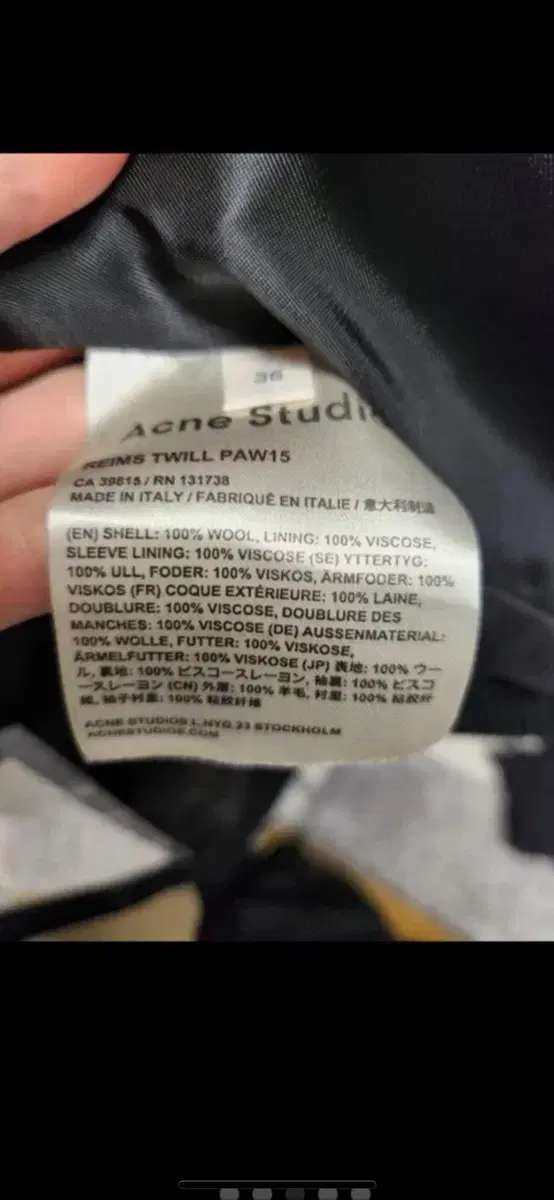 36
Acne Studi
REIMS TWILL PAW15
CA 39815 / RN 131738
MADE IN ITALY / FABRIQUÉ EN ITALIE / 意大利制造
(EN) SHELL: 100% WOOL, LINING: 100% VISCOSE,
SLEEVE LINING: 100% VISCOSE (SE) YTTERTYG:
100% ULL, FODER: 100% VISKOS, ÄRMFODER: 100%
VISKOS (FR) COQUE EXTÉRIEURE: 100% LAINE,
DOUBLURE: 100% VISCOSE, DOUBLURE DES
MANCHES: 100% VISCOSE (DE) AUSSENMATERIAL:
100% WOLLE, FUTTER: 100% VISKOSE,
ÄRMELFUTTER: 100% VISKOSE (JP) 表地: 100% ウー
ル, 裏地: 100% ビスコースレーヨン, 袖裏: 100% ビスコ
ースレーヨン (CN) 外層: 100% 羊毛, 衬里: 100% 粘胶纤
維, 袖子衬里: 100% 粘胶纤维
ACNE STUDIOS L.NYG 23 STOCKHOLM
ACNESTUDIOS.COM